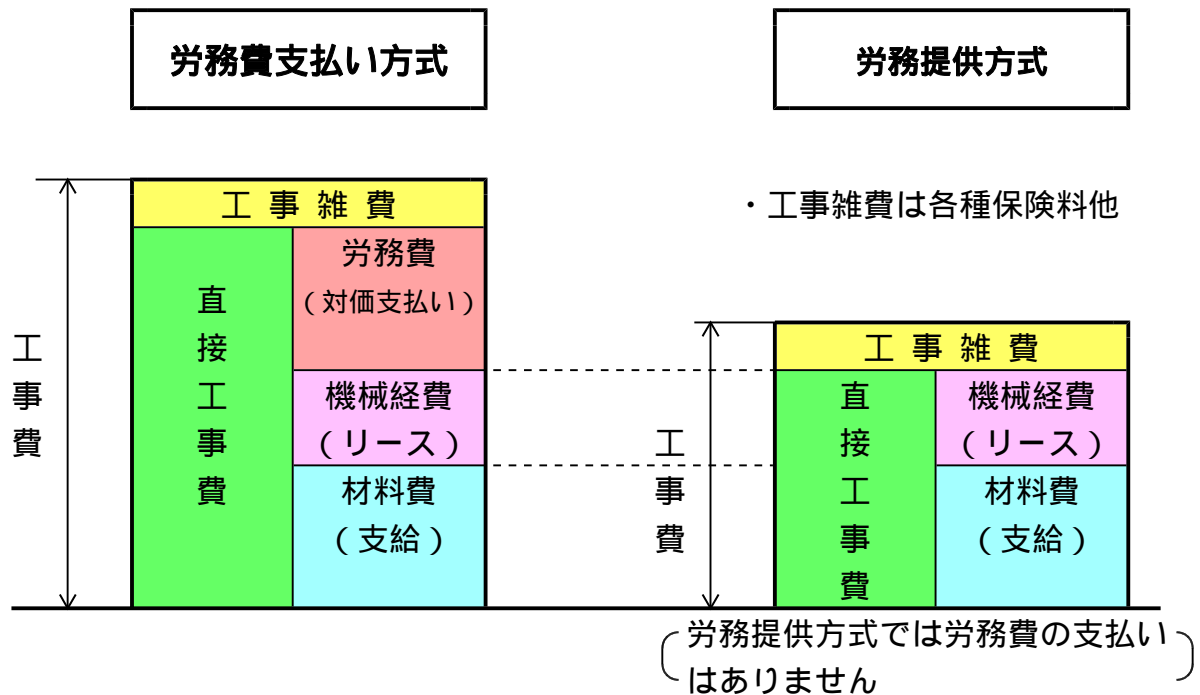 労務費支払い方式
労務提供方式
工事雑費
・工事雑費は各種保険料他
労務費
（対価支払い）
直接工事費
機械経費
（リース）
材料費
（支給）
工事費
工事雑費
直接工事費
機械経費
（リース）
材料費
（支給）
工事費
労務提供方式では労務費の支払い
はありません